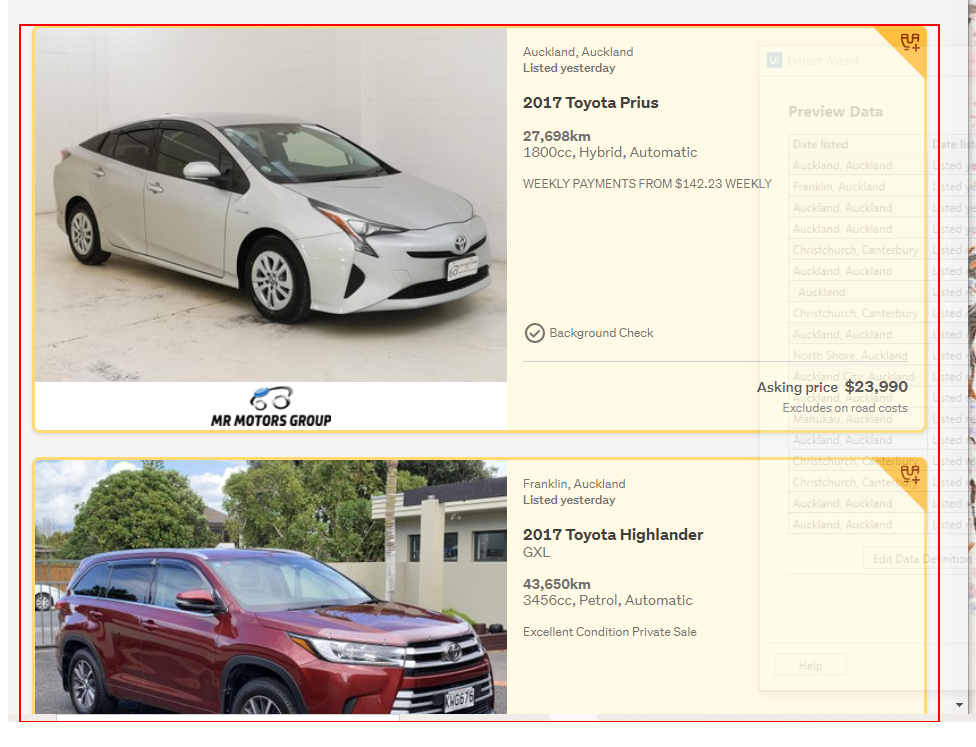 Auckland, Auckland
Listed yesterday
2017 Toyota Prius
27,698km
1800cc, Hybrid, Automatic
WEEKLY PAYMENTS FROM $142.23 WEEKLY
Background Check
Asking price $23,990
Excludes on road costs
MR MOTORS GROUP
Franklin, Auckland
Listed yesterday
2017 Toyota Highlander
GXL
43,650km
3456cc, Petrol, Automatic
Excellent Condition Private Sale
KWG676
UI Extract Wizard
Preview Data
Date listed Date list
Auckland, Auckland Listed ye
Franklin, Auckland Listed ye
Auckland, Auckland Listed ye
Auckland, Auckland Listed ye
Christchurch, Canterbury Listed
Auckland, Auckland Listed
, Auckland Listed
Christchurch, Canterbury Listed
Auckland, Auckland Listed
North Shore, Auckland Listed
Auckland City, Auckland Listed
Auckland, Auckland Listed
Manukau, Auckland Listed
Auckland, Auckland Listed
Christchurch, Canterbury Listed
Christchurch, Canterbury Listed
Auckland, Auckland Listed
Auckland, Auckland Listed
Edit Data Definition
Help